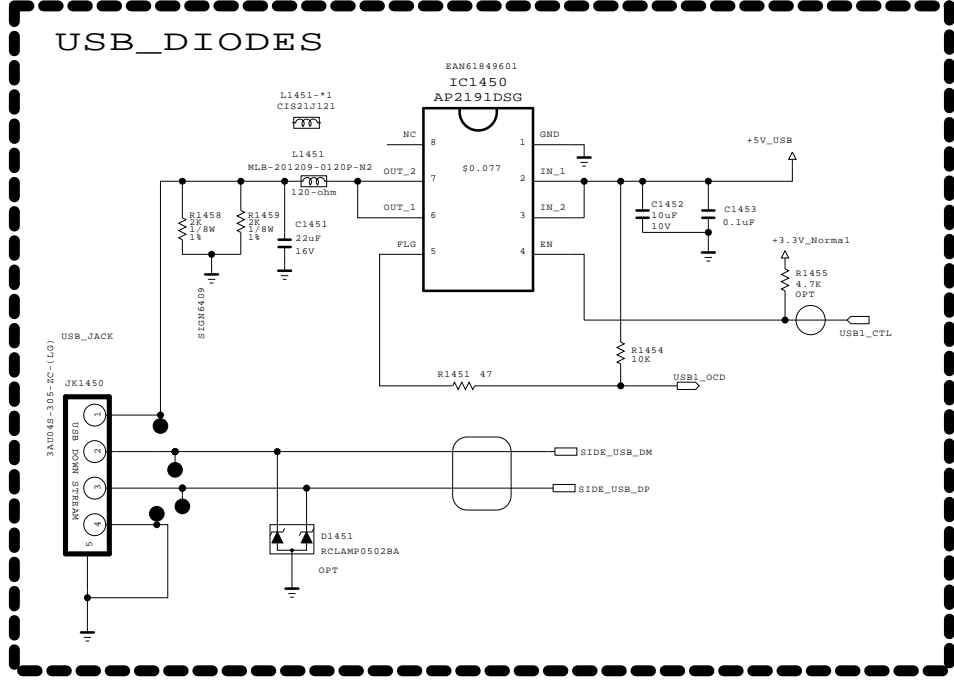 USB_DIODES
EAN61849601
IC1450
AP2191DSG
L1451-*1
CIS21J121
NC
8
1
GND
+5V_USB
L1451
MLB-201209-0120P-N2
120-ohm
$0.077
OUT_2
7
2
IN_1
OUT_1
6
3
IN_2
FLG
5
4
EN
R1458
2K
1/8W
1%
R1459
2K
1/8W
1%
C1451
22uF
16V
C1452
10uF
10V
C1453
0.1uF
+3.3V_Normal
R1455
4.7K
OPT
USB1_CTL
SIGN6409
USB_JACK
3AU04S-305-ZC-(LG)
JK1450
R1454
10K
R1451 47
USB1_OCD
1
2
3
4
5
USB DOWN STREAM
SIDE_USB_DM
SIDE_USB_DP
D1451
RCLAMP0502BA
OPT